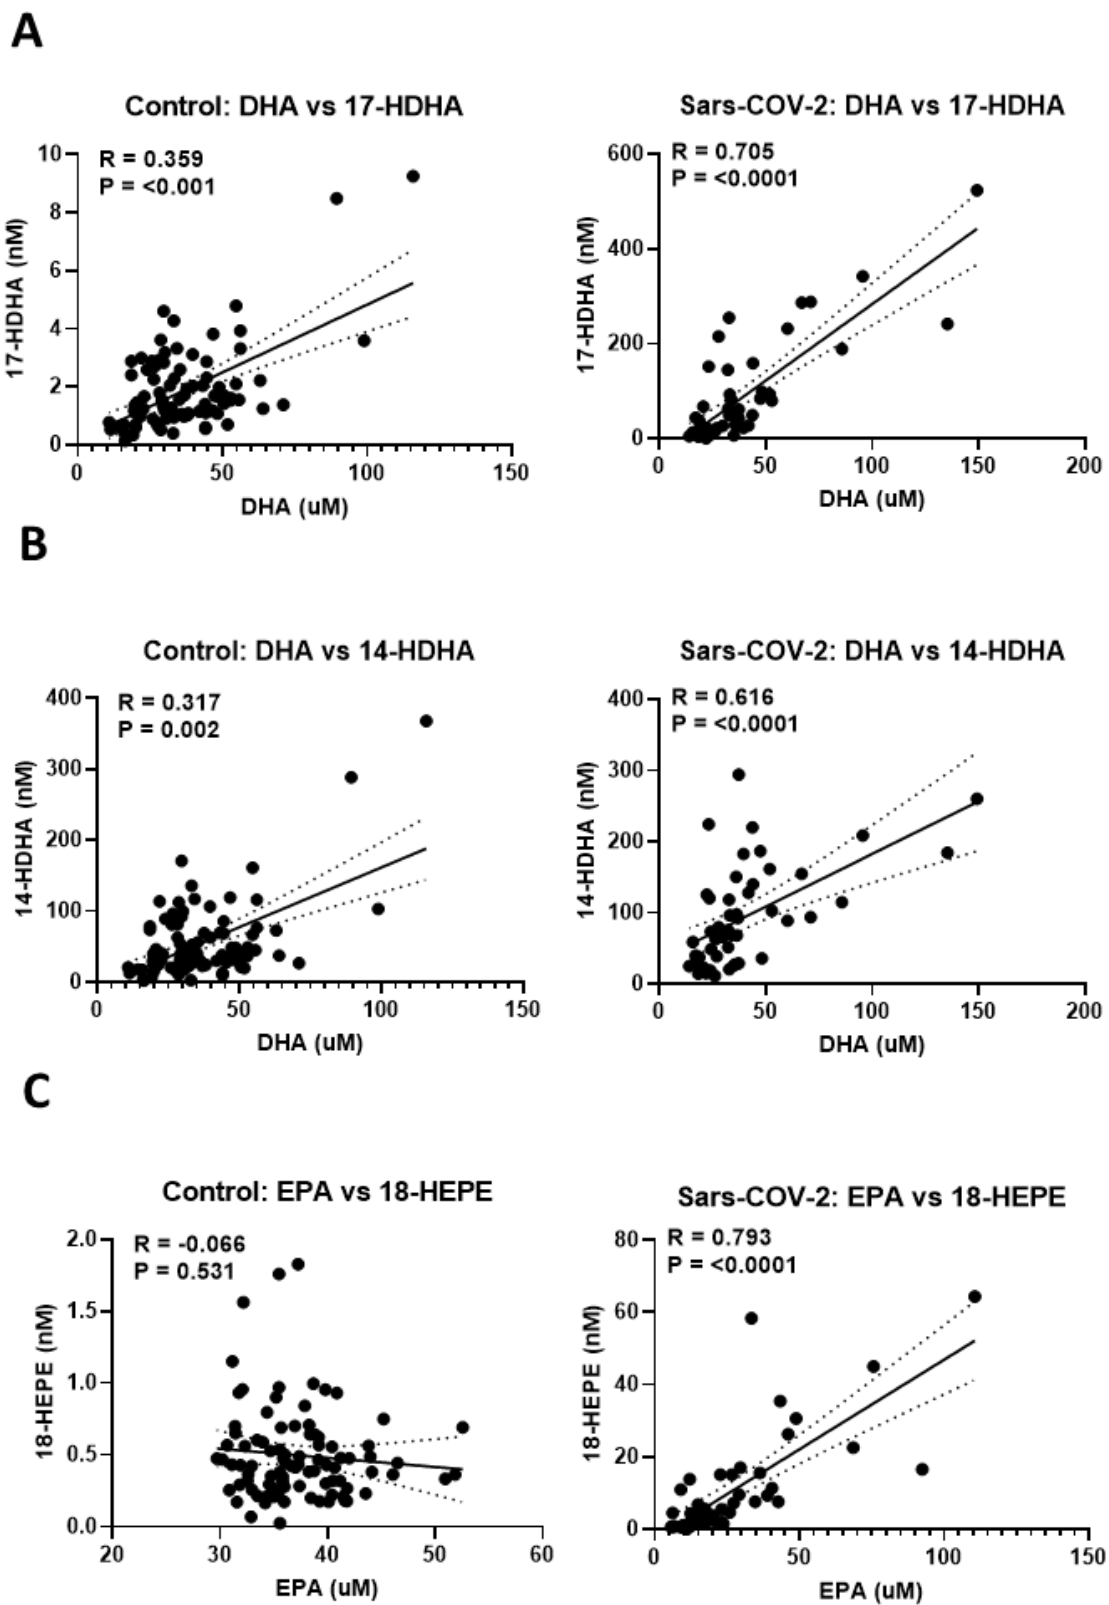 A
Control: DHA vs 17-HDHA
R = 0.359
P = <0.001
17-HDHA (nM)
10
8
6
4
2
0
0 50 100 150
DHA (uM)
Sars-COV-2: DHA vs 17-HDHA
R = 0.705
P = <0.0001
17-HDHA (nM)
600
400
200
0
0 50 100 150 200
DHA (uM)
B
Control: DHA vs 14-HDHA
R = 0.317
P = 0.002
14-HDHA (nM)
400
300
200
100
0
0 50 100 150
DHA (uM)
Sars-COV-2: DHA vs 14-HDHA
R = 0.616
P = <0.0001
14-HDHA (nM)
400
300
200
100
0
0 50 100 150 200
DHA (uM)
C
Control: EPA vs 18-HEPE
R = -0.066
P = 0.531
18-HEPE (nM)
2.0
1.5
1.0
0.5
0.0
20 30 40 50 60
EPA (uM)
Sars-COV-2: EPA vs 18-HEPE
R = 0.793
P = <0.0001
18-HEPE (nM)
80
60
40
20
0
0 50 100 150
EPA (uM)